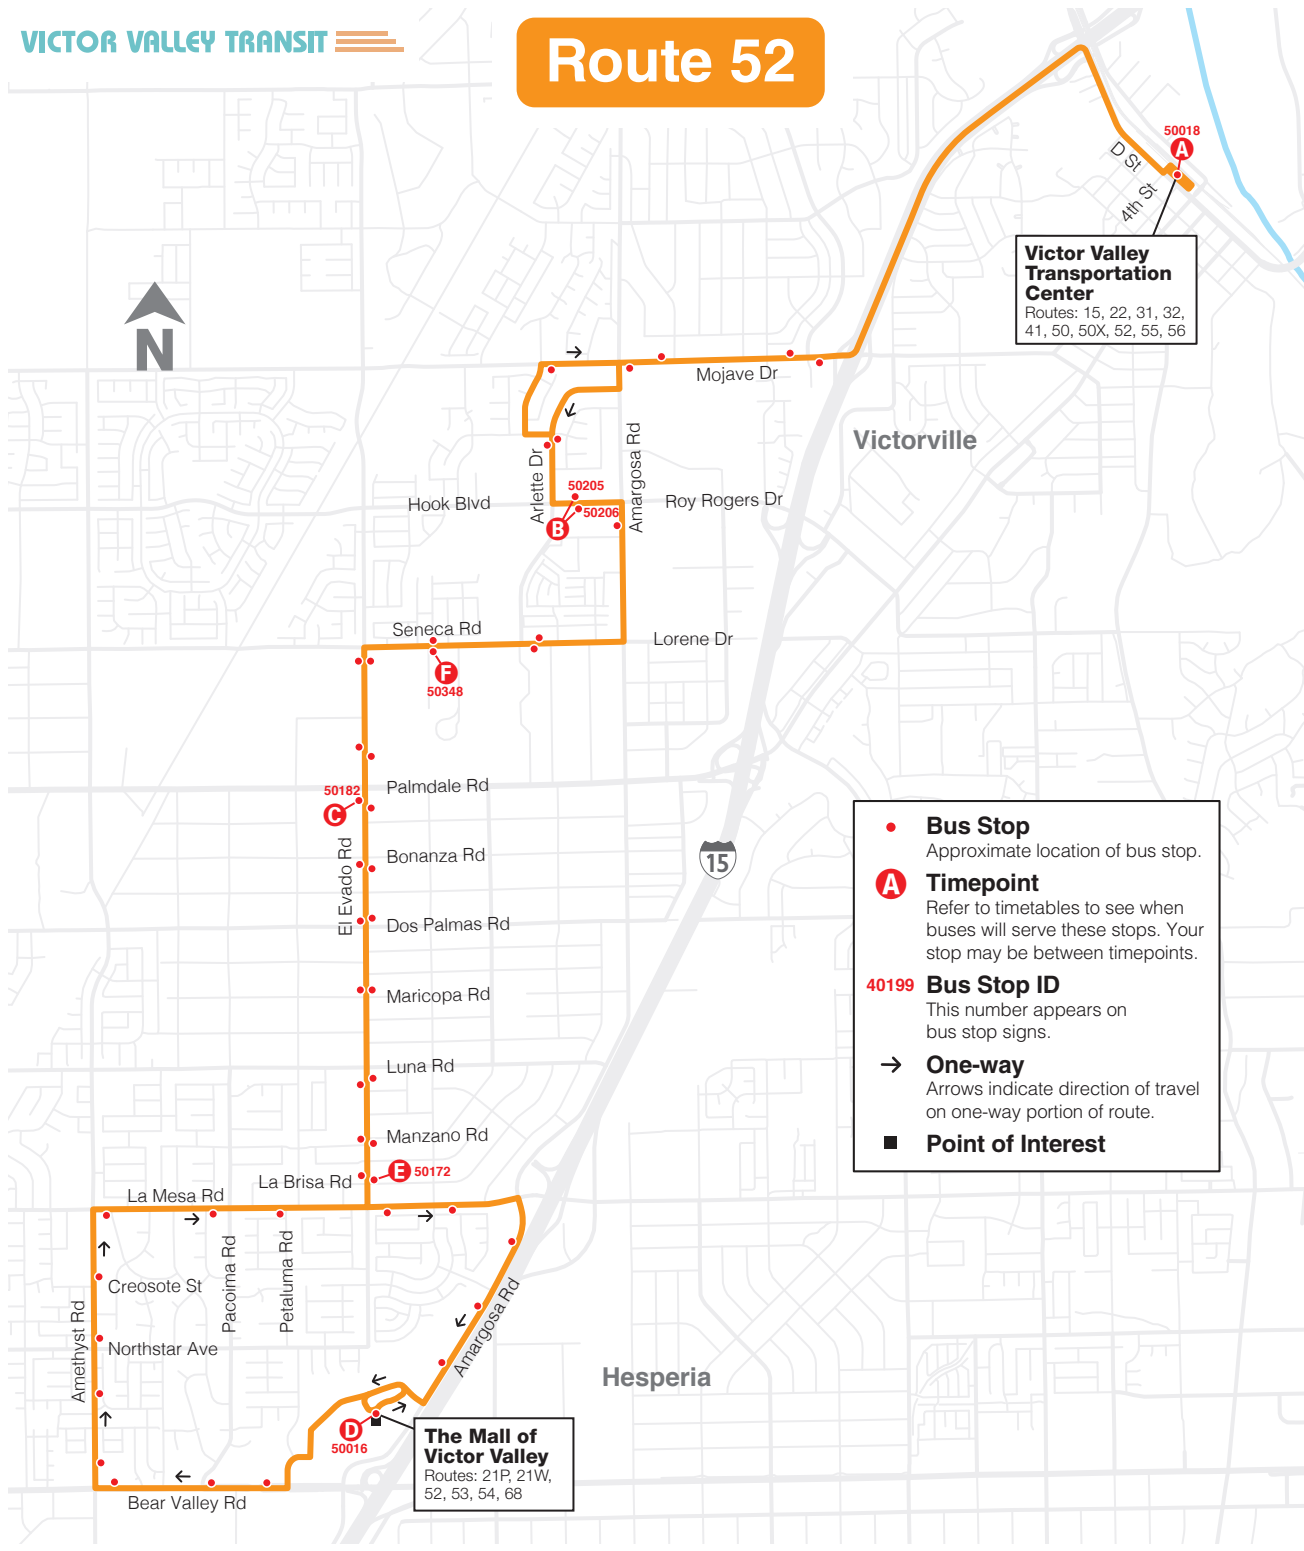 VICTOR VALLEY TRANSIT
Route 52
50018
A
D St
4th St
Victor Valley
Transportation
Center
Routes: 15, 22, 31, 32,
41, 50, 50X, 52, 55, 56
N
Mojave Dr
Victorville
Arlette Dr
Amargosa Rd
50205
Hook Blvd
Roy Rogers Dr
50206
B
Seneca Rd
Lorene Dr
F
50348
50182
Palmdale Rd
C
El Evado Rd
Bonanza Rd
15
Dos Palmas Rd
Maricopa Rd
Luna Rd
Manzano Rd
La Brisa Rd
E 50172
La Mesa Rd
Pacoima Rd
Petaluma Rd
Creosote St
Amethyst Rd
Northstar Ave
Amargosa Rd
Hesperia
D
50016
The Mall of
Victor Valley
Routes: 21P, 21W,
52, 53, 54, 68
Bear Valley Rd
Bus Stop
Approximate location of bus stop.
A Timepoint
Refer to timetables to see when
buses will serve these stops. Your
stop may be between timepoints.
40199 Bus Stop ID
This number appears on
bus stop signs.
One-way
Arrows indicate direction of travel
on one-way portion of route.
Point of Interest